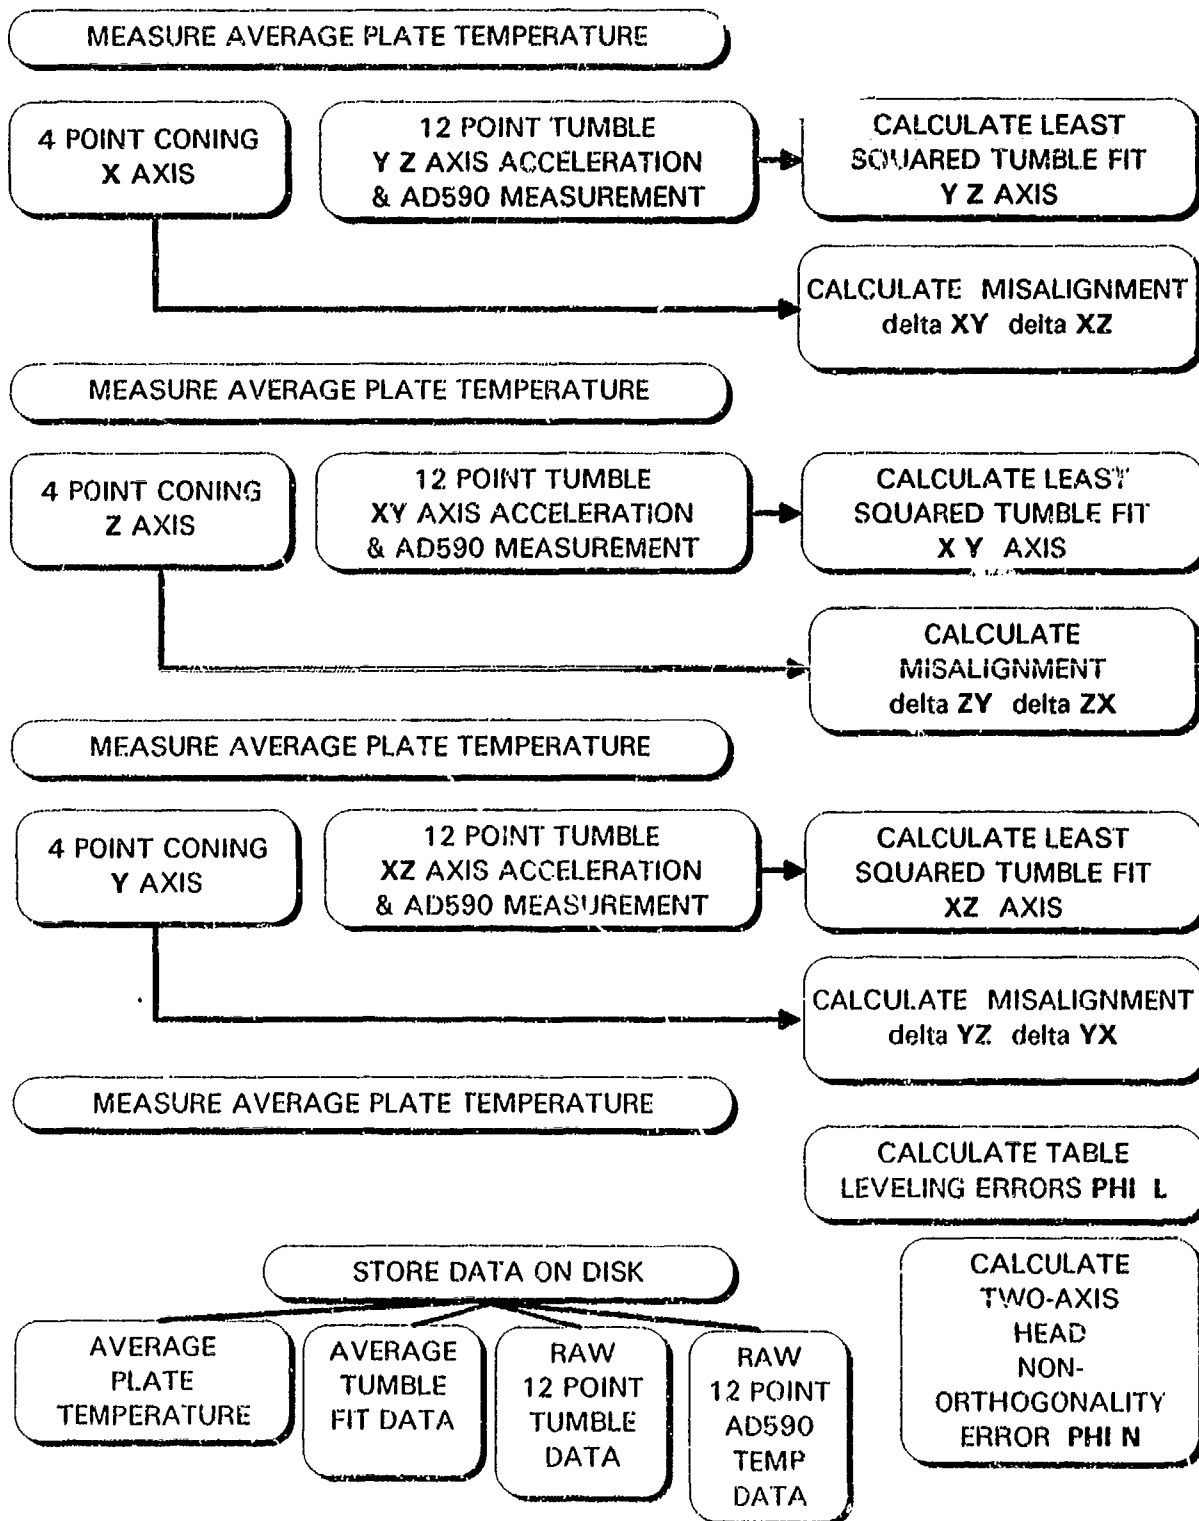 MEASURE AVERAGE PLATE TEMPERATURE
4 POINT CONING
X AXIS
12 POINT TUMBLE
Y Z AXIS ACCELERATION
& AD590 MEASUREMENT
CALCULATE LEAST
SQUARED TUMBLE FIT
Y Z AXIS
CALCULATE MISALIGNMENT
delta XY delta XZ
MEASURE AVERAGE PLATE TEMPERATURE
4 POINT CONING
Z AXIS
12 POINT TUMBLE
XY AXIS ACCELERATION
& AD590 MEASUREMENT
CALCULATE LEAST
SQUARED TUMBLE FIT
X Y AXIS
CALCULATE
MISALIGNMENT
delta ZY delta ZX
MEASURE AVERAGE PLATE TEMPERATURE
4 POINT CONING
Y AXIS
12 POINT TUMBLE
XZ AXIS ACCELERATION
& AD590 MEASUREMENT
CALCULATE LEAST
SQUARED TUMBLE FIT
XZ AXIS
CALCULATE MISALIGNMENT
delta YZ delta YX
MEASURE AVERAGE PLATE TEMPERATURE
CALCULATE TABLE
LEVELING ERRORS PHI L
STORE DATA ON DISK
AVERAGE
PLATE
TEMPERATURE
AVERAGE
TUMBLE
FIT DATA
RAW
12 POINT
TUMBLE
DATA
RAW
12 POINT
AD590
TEMP
DATA
CALCULATE
TWO-AXIS
HEAD
NON-
ORTHOGONALITY
ERROR PHI N